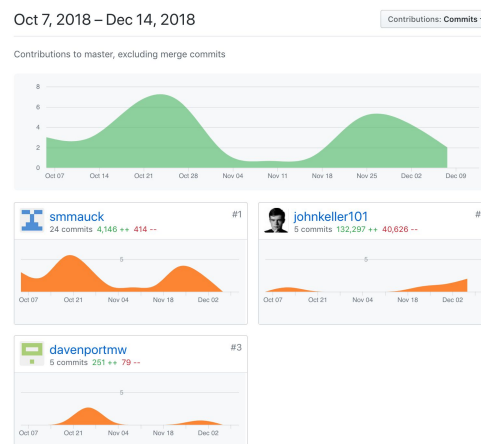 Oct 7, 2018 – Dec 14, 2018
Contributions: Commits
Contributions to master, excluding merge commits
8
6
4
2
0
Oct 07 Oct 14 Oct 21 Oct 28 Nov 04 Nov 11 Nov 18 Nov 25 Dec 02 Dec 09
smmauck #1
24 commits 4,146 ++ 414 --
5
Oct 07 Oct 21 Nov 04 Nov 18 Dec 02
johnkeller101 #
5 commits 132,297 ++ 40,626 --
5
Oct 07 Oct 21 Nov 04 Nov 18 Dec 02
davenportmw #3
5 commits 251 ++ 79 --
5
Oct 07 Oct 21 Nov 04 Nov 18 Dec 02